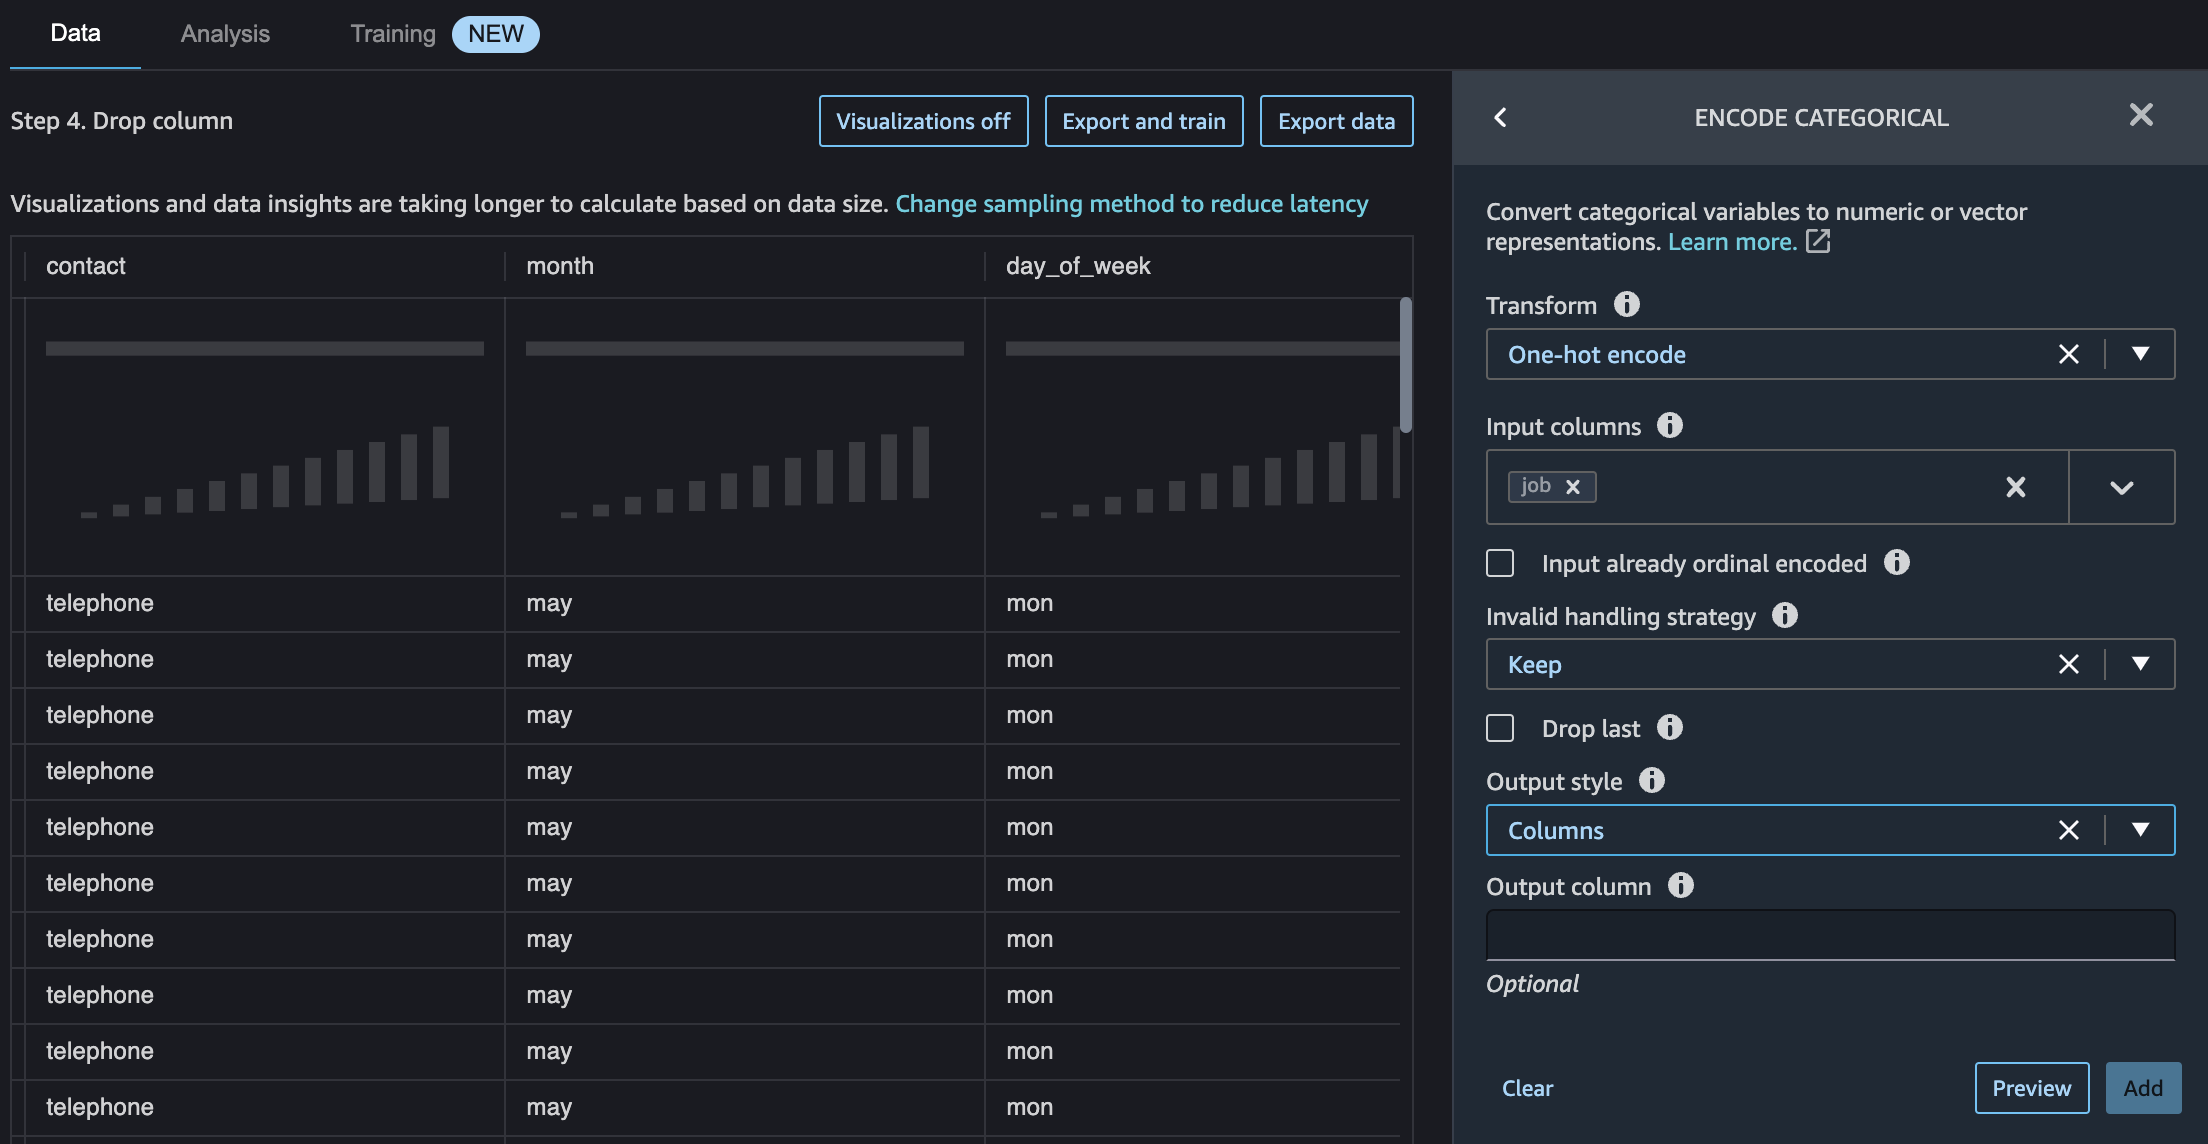 Data Analysis Training NEW
Step 4. Drop column
Visualizations off
Export and train
Export data
Visualizations and data insights are taking longer to calculate based on data size. Change sampling method to reduce latency
contact month day_of_week
telephone may mon
telephone may mon
telephone may mon
telephone may mon
telephone may mon
telephone may mon
telephone may mon
telephone may mon
telephone may mon
telephone may mon
ENCODE CATEGORICAL
Convert categorical variables to numeric or vector
representations. Learn more.
Transform
One-hot encode
Input columns
job
Input already ordinal encoded
Invalid handling strategy
Keep
Drop last
Output style
Columns
Output column
Optional
Clear
Preview
Add